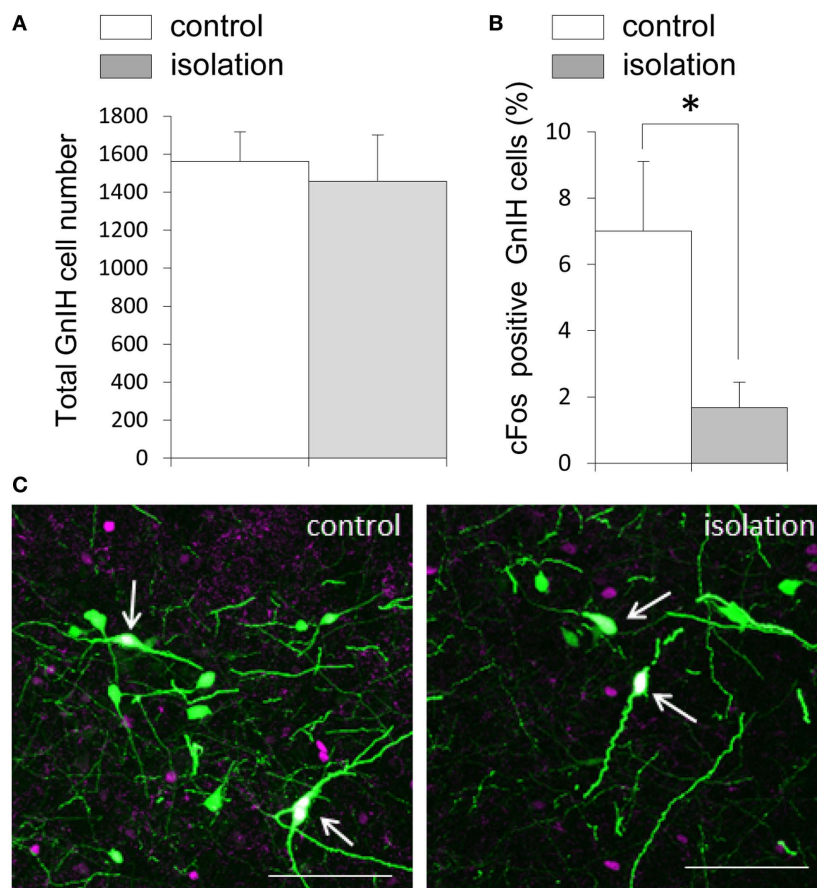 A
control
isolation
Total GnIH cell number
1800
1600
1400
1200
1000
800
600
400
200
0
B
control
isolation
*
cFos positive GnIH cells (%)
10
8
6
4
2
0
C
control
isolation